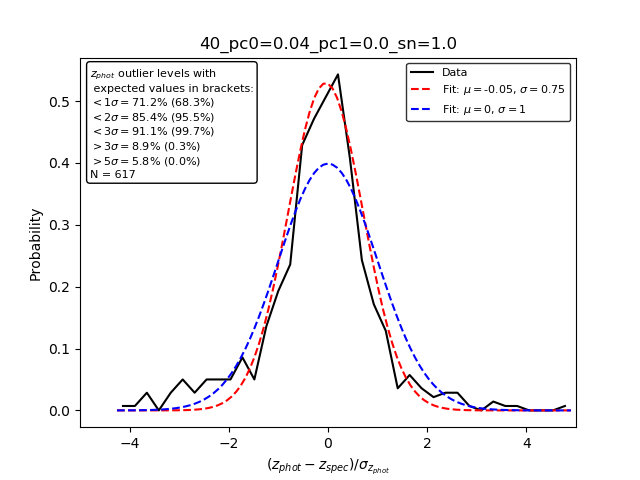 40_pc0=0.04_pc1=0.0_sn=1.0
z_phot outlier levels with
expected values in brackets:
<1σ=71.2% (68.3%)
<2σ=85.4% (95.5%)
<3σ=91.1% (99.7%)
>3σ=8.9% (0.3%)
>5σ=5.8% (0.0%)
N = 617
Data
Fit: μ=-0.05, σ=0.75
Fit: μ=0, σ=1
Probability
0.5
0.4
0.3
0.2
0.1
0.0
−4 −2 0 2 4
(z_phot − z_spec)/σ_z_phot